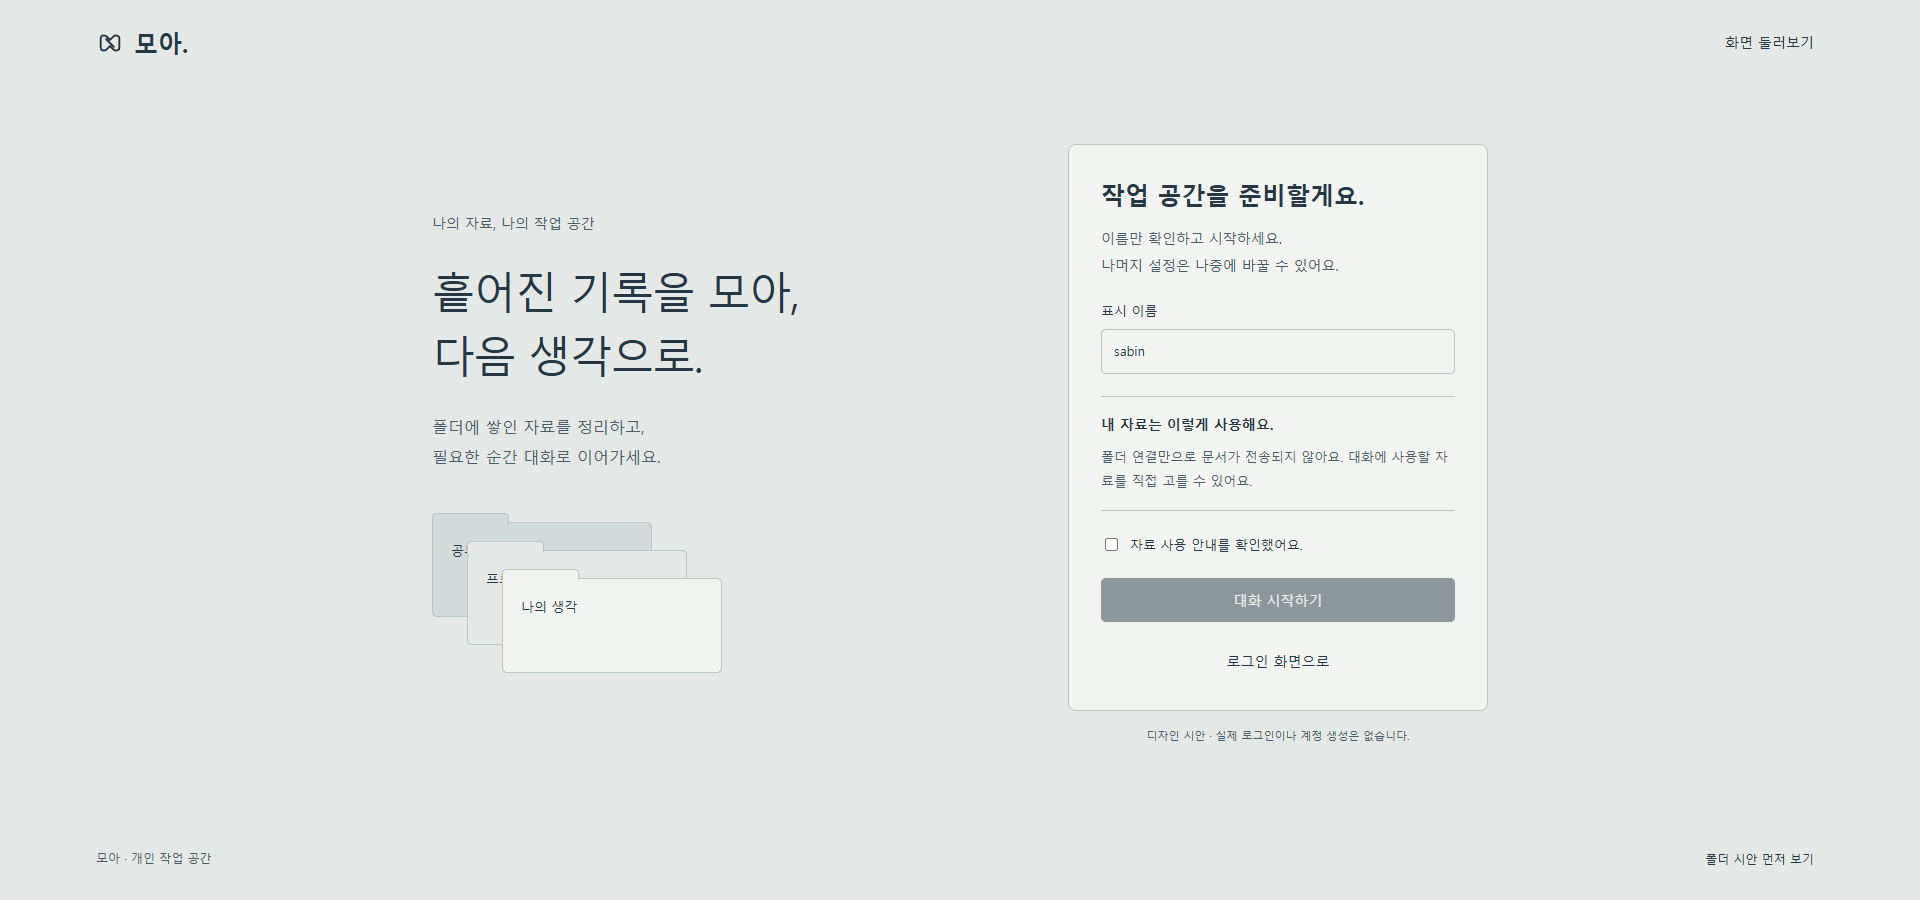 모아.
화면 둘러보기
나의 자료, 나의 작업 공간
흩어진 기록을 모아,
다음 생각으로.
폴더에 쌓인 자료를 정리하고,
필요한 순간 대화로 이어가세요.
나의 생각
작업 공간을 준비할게요.
이름만 확인하고 시작하세요.
나머지 설정은 나중에 바꿀 수 있어요.
표시 이름
sabin
내 자료는 이렇게 사용해요.
폴더 연결만으로 문서가 전송되지 않아요. 대화에 사용할 자
료를 직접 고를 수 있어요.
자료 사용 안내를 확인했어요.
대화 시작하기
로그인 화면으로
디자인 시안 · 실제 로그인이나 계정 생성은 없습니다.
모아 · 개인 작업 공간
폴더 시안 먼저 보기